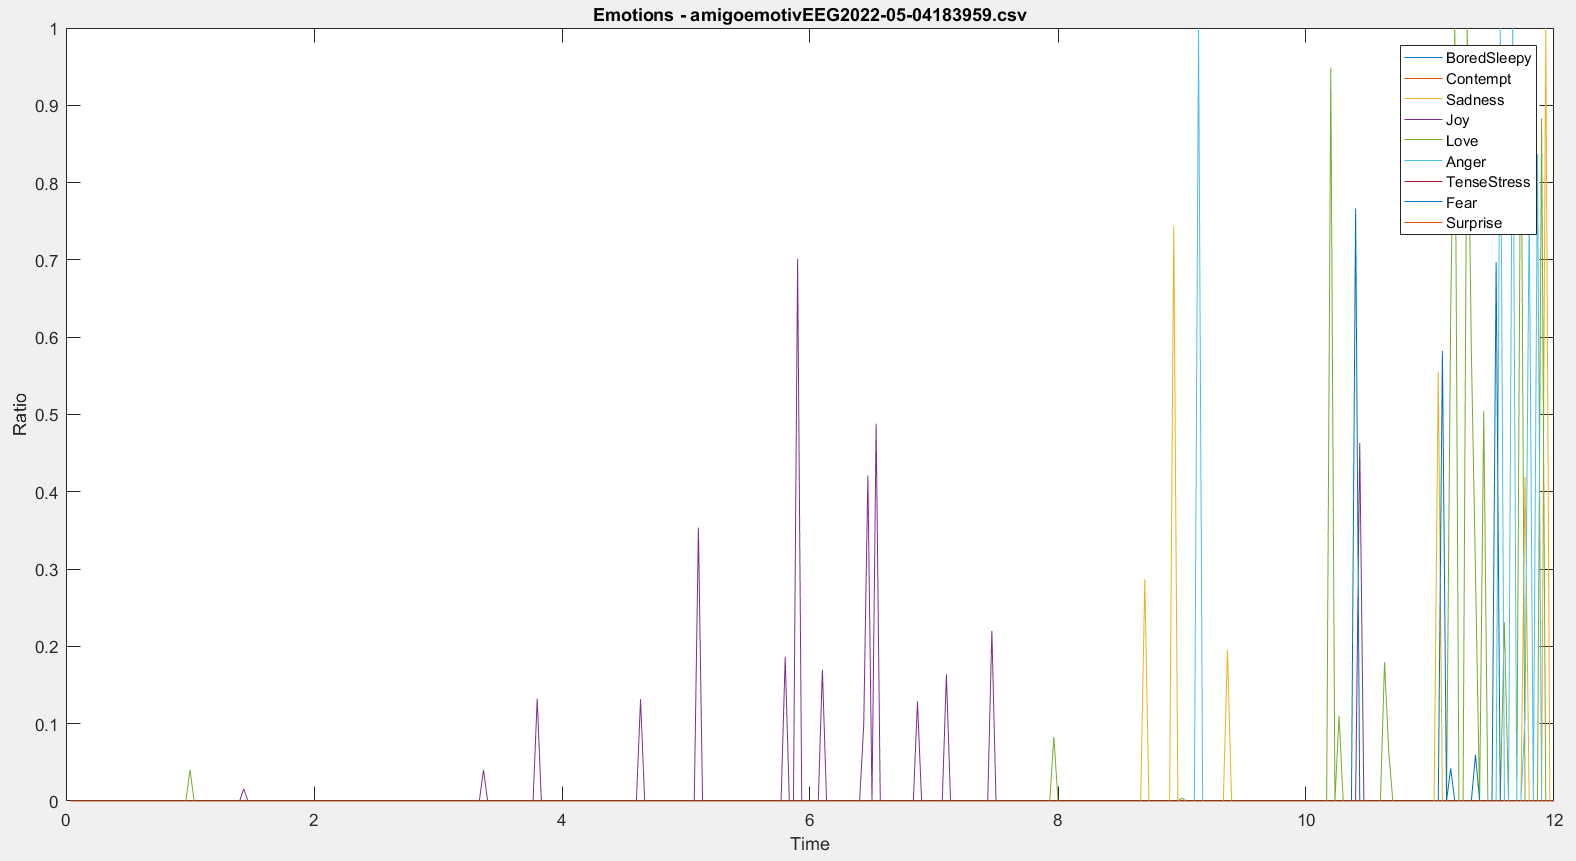 Emotions - amigoemotivEEG2022-05-04183959.csv
1
0.9
0.8
0.7
0.6
0.5
0.4
0.3
0.2
0.1
0
Ratio
BoredSleepy
Contempt
Sadness
Joy
Love
Anger
TenseStress
Fear
Surprise
0 2 4 6 8 10 12
Time